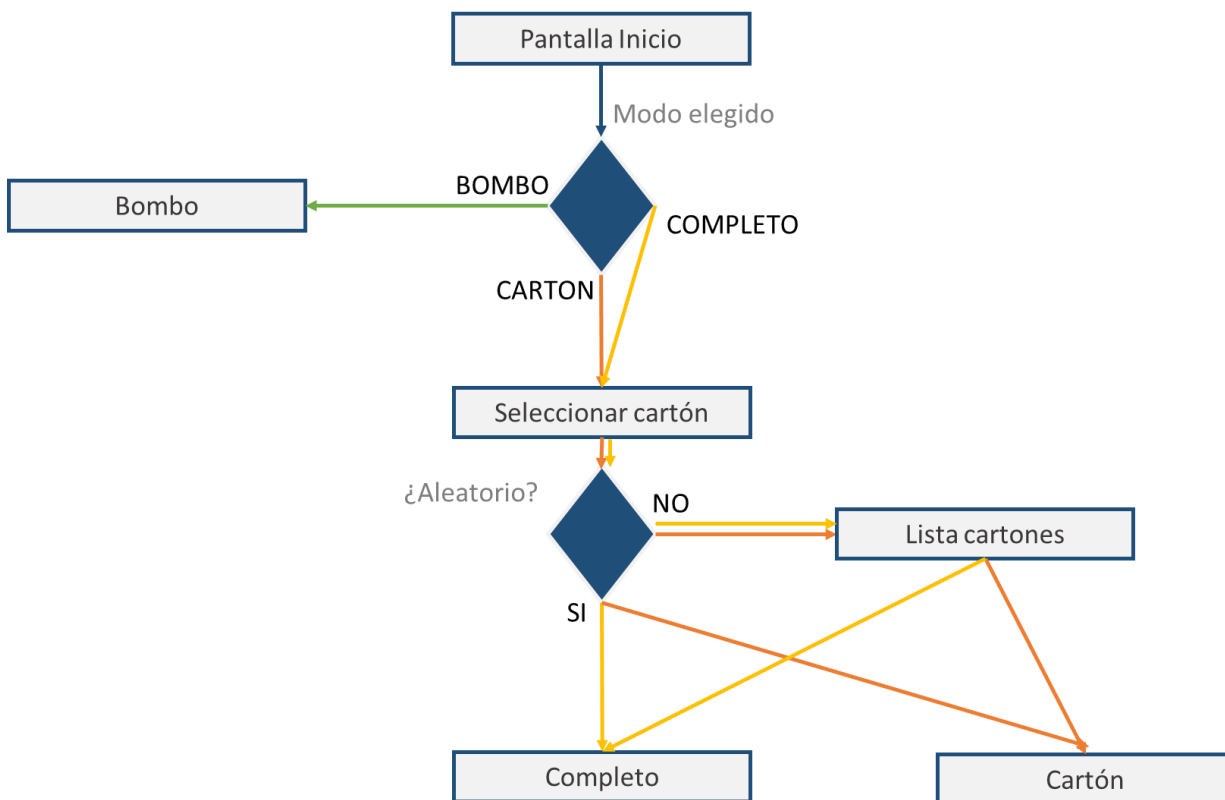 Pantalla Inicio
Modo elegido
BOMBO
Bombo
COMPLETO
CARTON
Seleccionar cartón
¿Aleatorio?
NO
Lista cartones
SI
Completo
Cartón